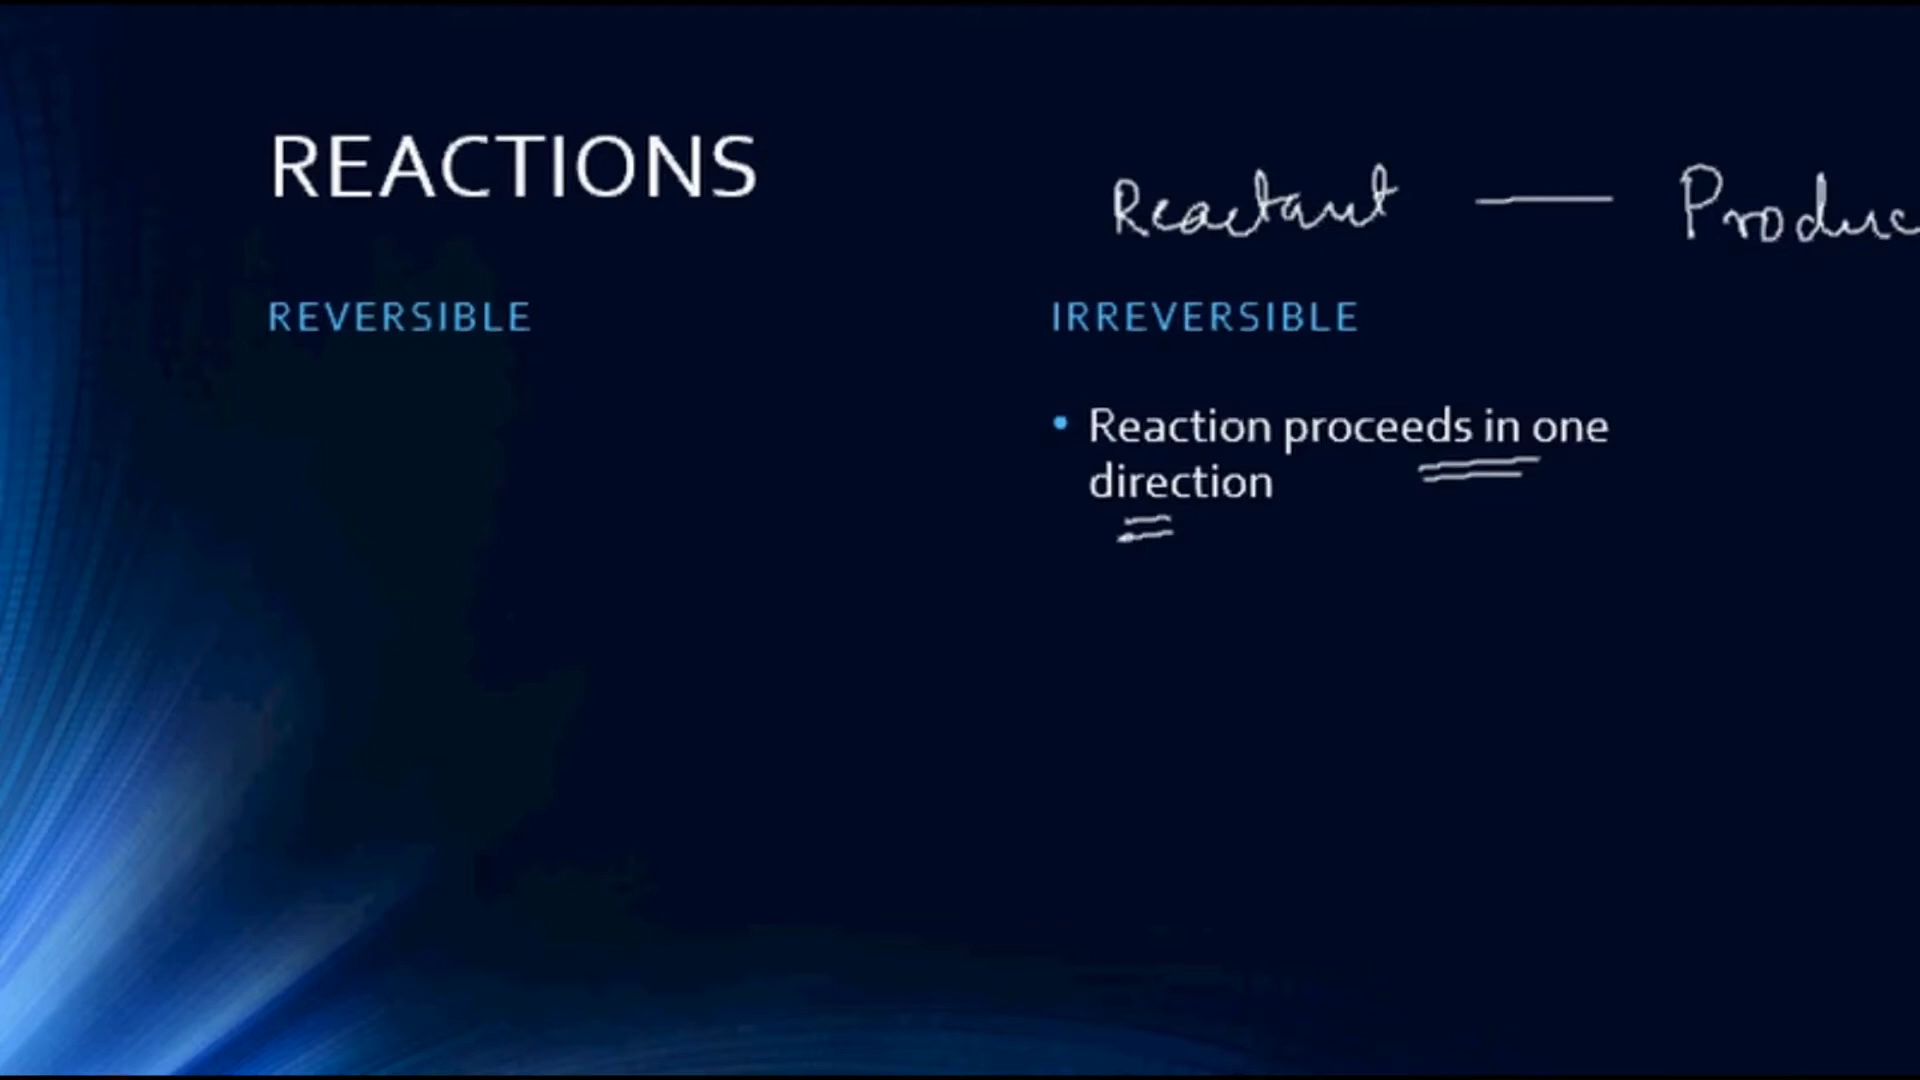 REACTIONS
Reactant — Produc
REVERSIBLE
IRREVERSIBLE
• Reaction proceeds in one
direction